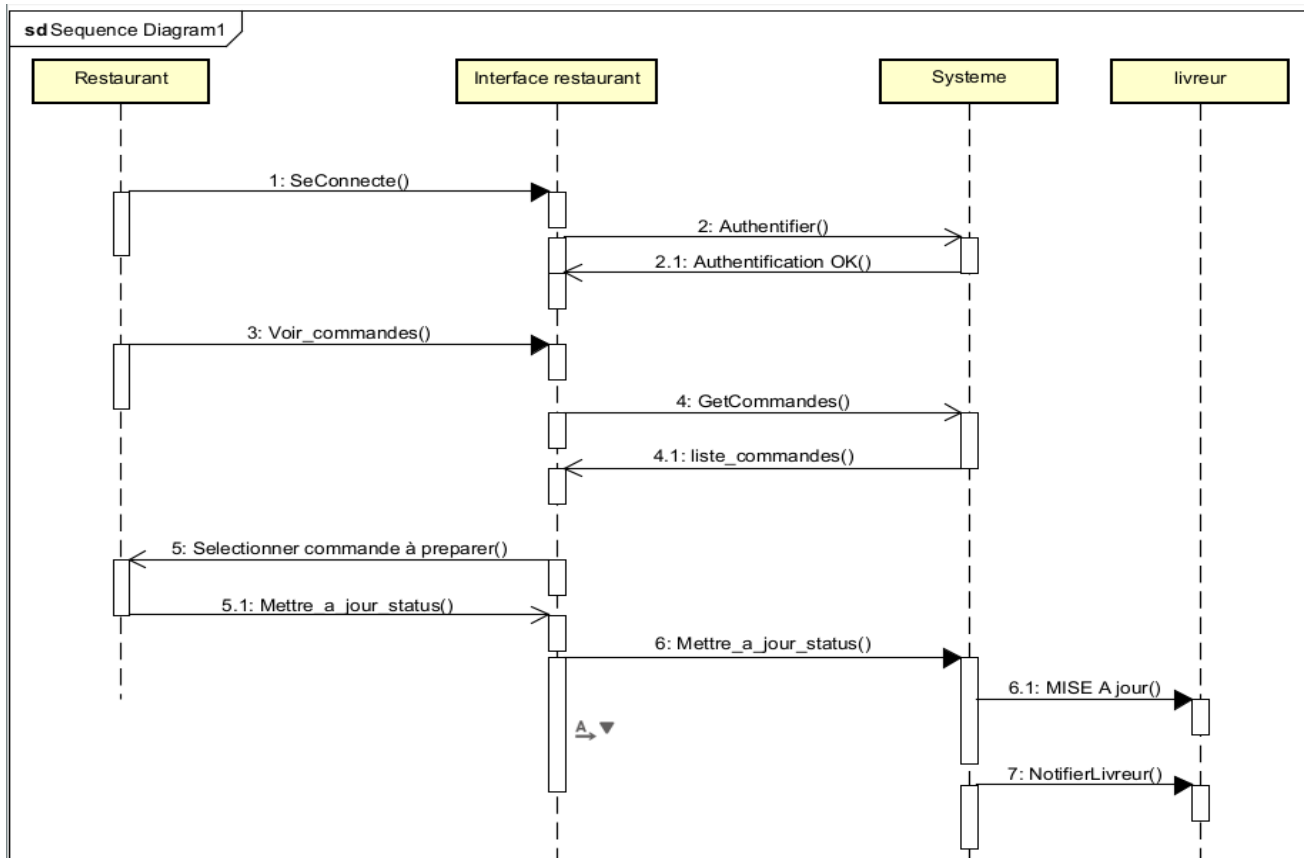 sd Sequence Diagram1
Restaurant
Interface restaurant
Systeme
livreur
1: SeConnecte()
2: Authentifier()
2.1: Authentification OK()
3: Voir_commandes()
4: GetCommandes()
4.1: liste_commandes()
5: Selectionner commande à preparer()
5.1: Mettre_a_jour_status()
6: Mettre_a_jour_status()
6.1: MISE A jour()
A
7: NotifierLivreur()